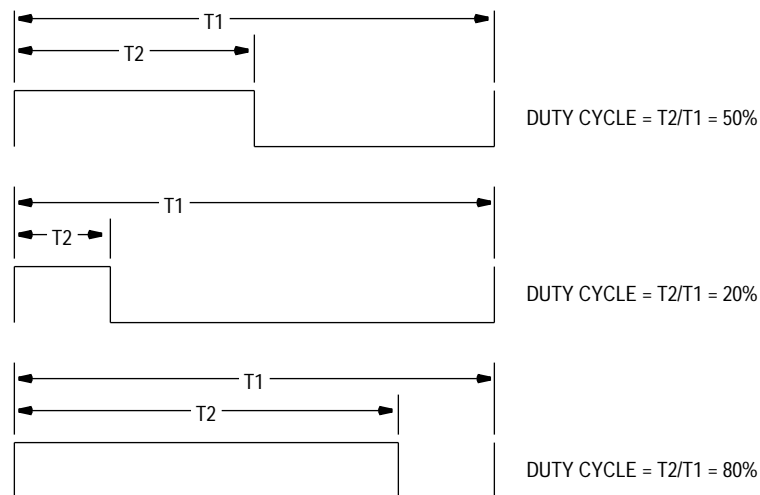 T1
T2
DUTY CYCLE = T2/T1 = 50%
T1
T2
DUTY CYCLE = T2/T1 = 20%
T1
T2
DUTY CYCLE = T2/T1 = 80%